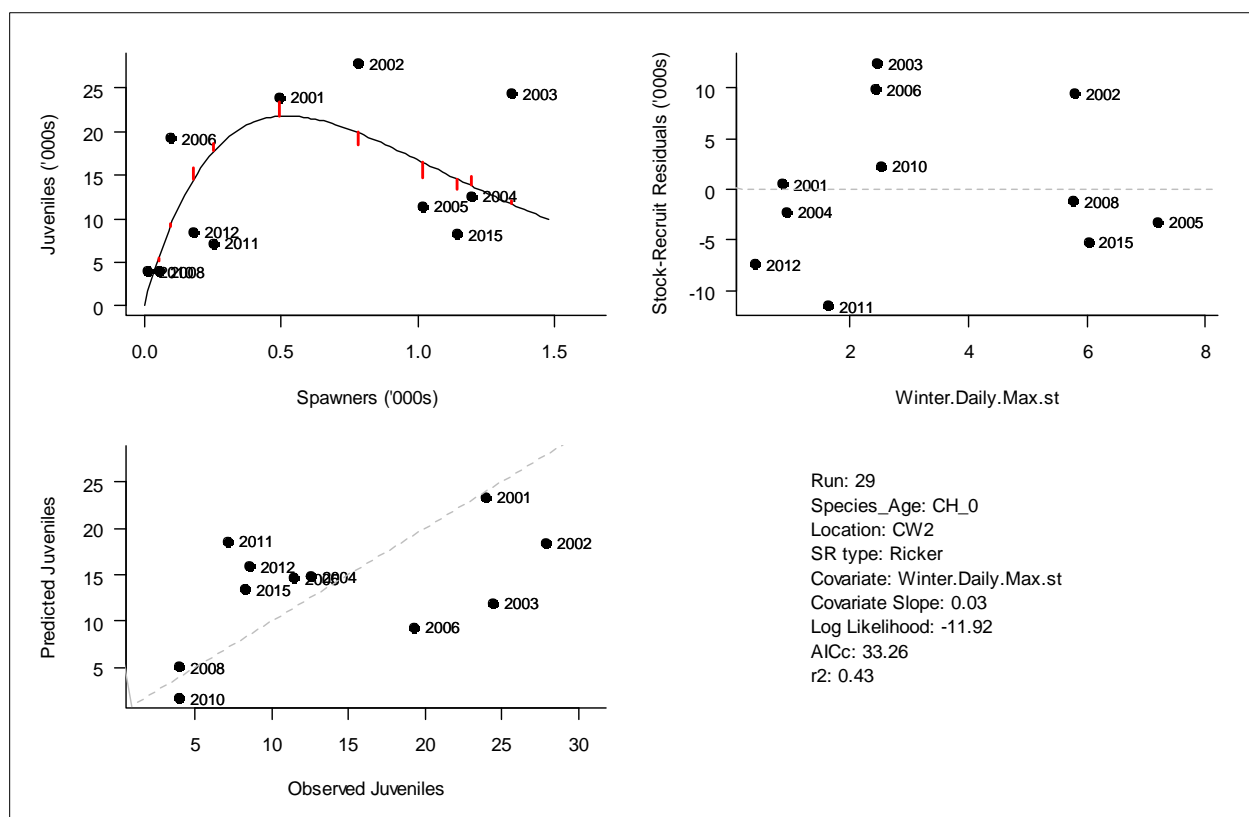 Juveniles ('000s)
25
20
15
10
5
0
2002
2003
2001
2006
2004
2005
2012
2015
2011
2010
2008
0.0 0.5 1.0 1.5
Spawners ('000s)
Stock-Recruit Residuals ('000s)
10
5
0
-5
-10
2003
2006
2002
2010
2001
2008
2004
2005
2015
2012
2011
2 4 6 8
Winter.Daily.Max.st
Predicted Juveniles
25
20
15
10
5
2001
2011
2002
2012
2005
2004
2015
2003
2006
2008
2010
5 10 15 20 25 30
Observed Juveniles
Run: 29
Species_Age: CH_0
Location: CW2
SR type: Ricker
Covariate: Winter.Daily.Max.st
Covariate Slope: 0.03
Log Likelihood: -11.92
AICc: 33.26
r2: 0.43